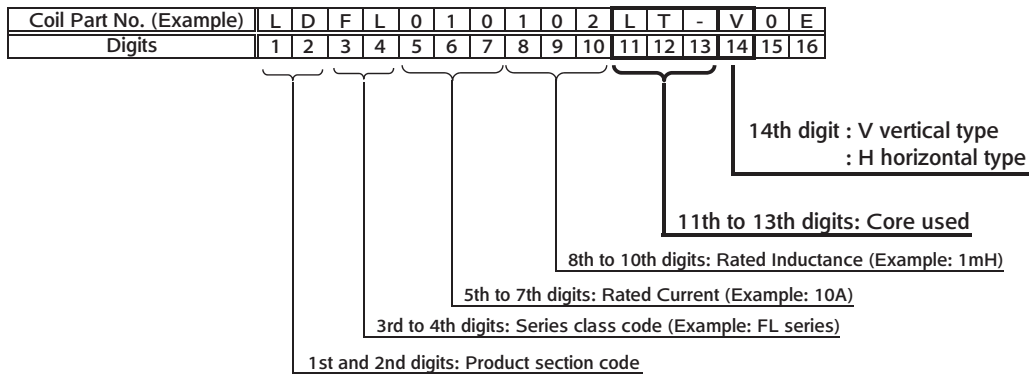 Coil Part No. (Example) L D F L 0 1 0 1 0 2 L T - V 0 E
Digits 1 2 3 4 5 6 7 8 9 10 11 12 13 14 15 16
14th digit : V vertical type
: H horizontal type
11th to 13th digits: Core used
8th to 10th digits: Rated Inductance (Example: 1mH)
5th to 7th digits: Rated Current (Example: 10A)
3rd to 4th digits: Series class code (Example: FL series)
1st and 2nd digits: Product section code